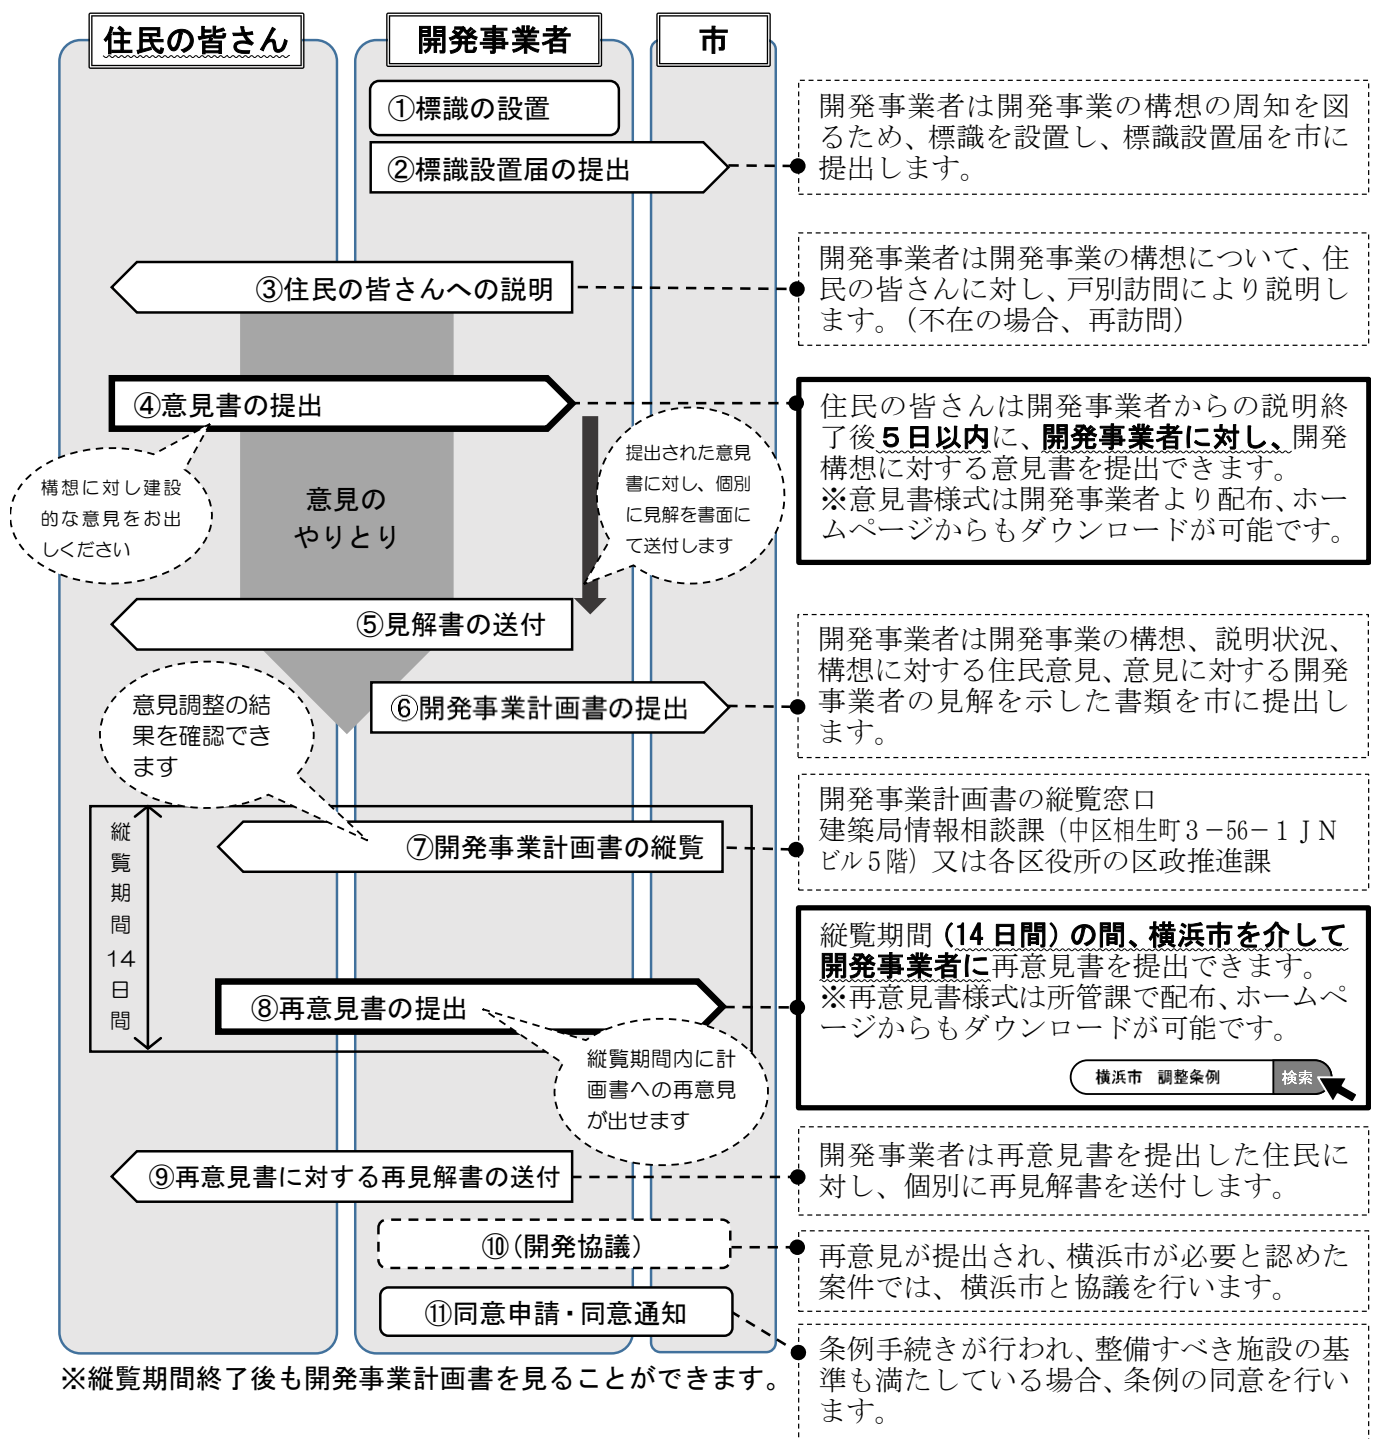 住民の皆さん
開発事業者
市
①標識の設置
②標識設置届の提出
開発事業者は開発事業の構想の周知を図
るため、標識を設置し、標識設置届を市に
提出します。
③住民の皆さんへの説明
開発事業者は開発事業の構想について、住
民の皆さんに対し、戸別訪問により説明し
ます。（不在の場合、再訪問）
④意見書の提出
構想に対し建設
的な意見をお出
しください
意見の
やりとり
提出された意見
書に対し、個別
に見解を書面に
て送付します
住民の皆さんは開発事業者からの説明終
了後５日以内に、開発事業者に対し、開発
構想に対する意見書を提出できます。
※意見書様式は開発事業者より配布、ホー
ムページからもダウンロードが可能です。
⑤見解書の送付
⑥開発事業計画書の提出
開発事業者は開発事業の構想、説明状況、
構想に対する住民意見、意見に対する開発
事業者の見解を示した書類を市に提出し
ます。
意見調整の結
果を確認でき
ます
縦覧期間14日間
⑦開発事業計画書の縦覧
開発事業計画書の縦覧窓口
建築局情報相談課（中区相生町３－56－１ＪＮ
ビル５階）又は各区役所の区政推進課
⑧再意見書の提出
縦覧期間内に計
画書への再意見
が出せます
縦覧期間（14日間）の間、横浜市を介して
開発事業者に再意見書を提出できます。
※再意見書様式は所管課で配布、ホームペ
ージからもダウンロードが可能です。
横浜市　調整条例　検索
⑨再意見書に対する再見解書の送付
開発事業者は再意見書を提出した住民に
対し、個別に再見解書を送付します。
⑩（開発協議）
再意見が提出され、横浜市が必要と認めた
案件では、横浜市と協議を行います。
⑪同意申請・同意通知
条例手続きが行われ、整備すべき施設の基
準も満たしている場合、条例の同意を行い
ます。
※縦覧期間終了後も開発事業計画書を見ることができます。